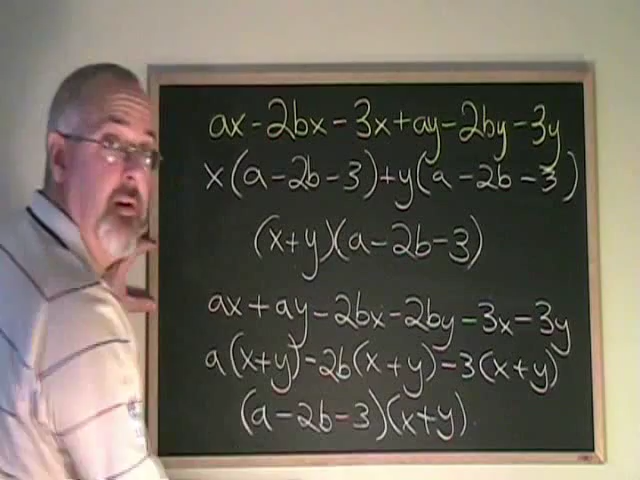 ax - 2bx - 3x + ay - 2by - 3y
x(a - 2b - 3) + y(a - 2b - 3)
(x + y)(a - 2b - 3)
ax + ay - 2bx - 2by - 3x - 3y
a(x + y) - 2b(x + y) - 3(x + y)
(a - 2b - 3)(x + y)